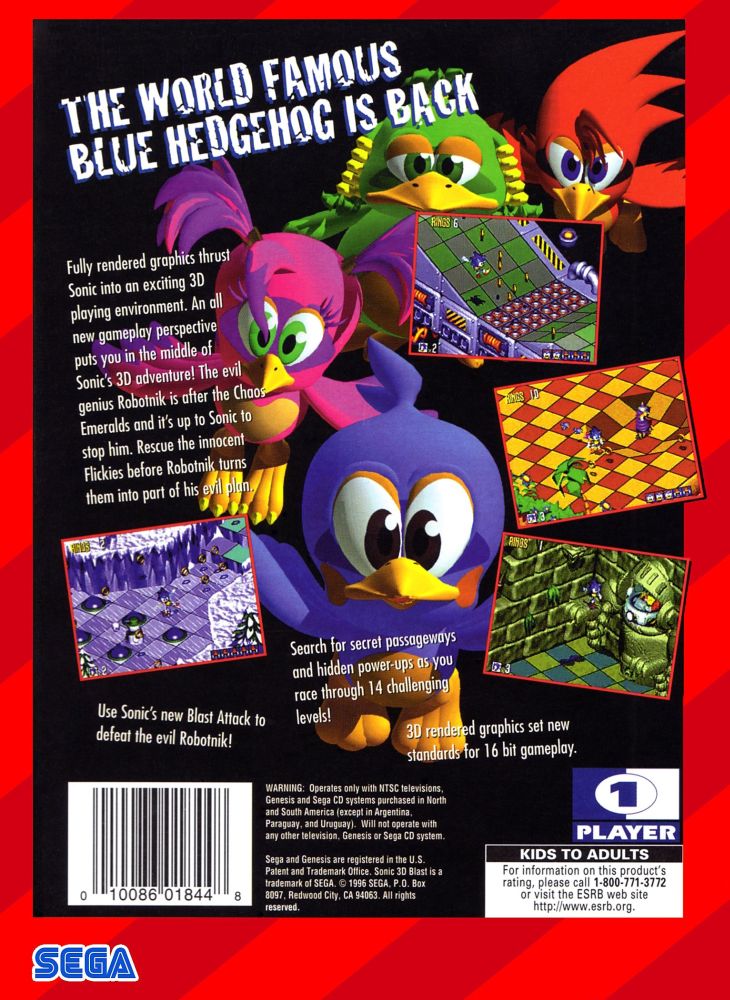 THE WORLD FAMOUS
BLUE HEDGEHOG IS BACK
Fully rendered graphics thrust
Sonic into an exciting 3D
playing environment. An all
new gameplay perspective
puts you in the middle of
Sonic's 3D adventure! The evil
genius Robotnik is after the Chaos
Emeralds and it's up to Sonic to
stop him. Rescue the innocent
Flickies before Robotnik turns
them into part of his evil plan.
RINGS 6
2
RINGS 10
3
RINGS
2
RINGS 1
3
Use Sonic's new Blast Attack to
defeat the evil Robotnik!
Search for secret passageways
and hidden power-ups as you
race through 14 challenging
levels!
3D rendered graphics set new
standards for 16 bit gameplay.
0 10086 01844 8
WARNING: Operates only with NTSC televisions,
Genesis and Sega CD systems purchased in North
and South America (except in Argentina,
Paraguay, and Uruguay). Will not operate with
any other television, Genesis or Sega CD system.
Sega and Genesis are registered in the U.S.
Patent and Trademark Office. Sonic 3D Blast is a
trademark of SEGA. © 1996 SEGA, P.O. Box
8097, Redwood City, CA 94063. All rights
reserved.
1
PLAYER
KIDS TO ADULTS
For information on this product's
rating, please call 1-800-771-3772
or visit the ESRB web site
http://www.esrb.org.
SEGA